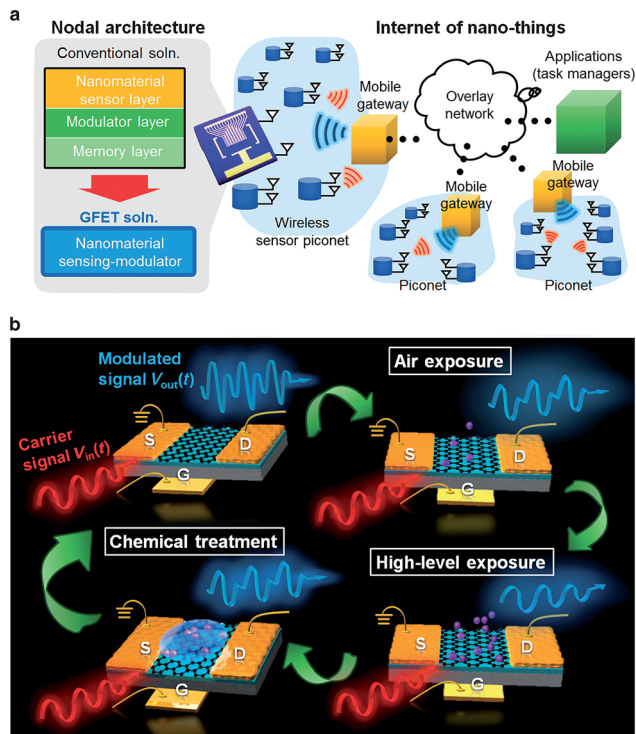 a
Nodal architecture
Internet of nano-things
Conventional soln.
Nanomaterial
sensor layer
Modulator layer
Memory layer
GFET soln.
Nanomaterial
sensing-modulator
Mobile
gateway
Wireless
sensor piconet
Overlay
network
Applications
(task managers)
Mobile
gateway
Piconet
Mobile
gateway
Piconet
b
Modulated
signal Vout(t)
Carrier
signal Vin(t)
S
D
G
Air exposure
S
D
G
Chemical treatment
S
D
G
High-level exposure
S
D
G